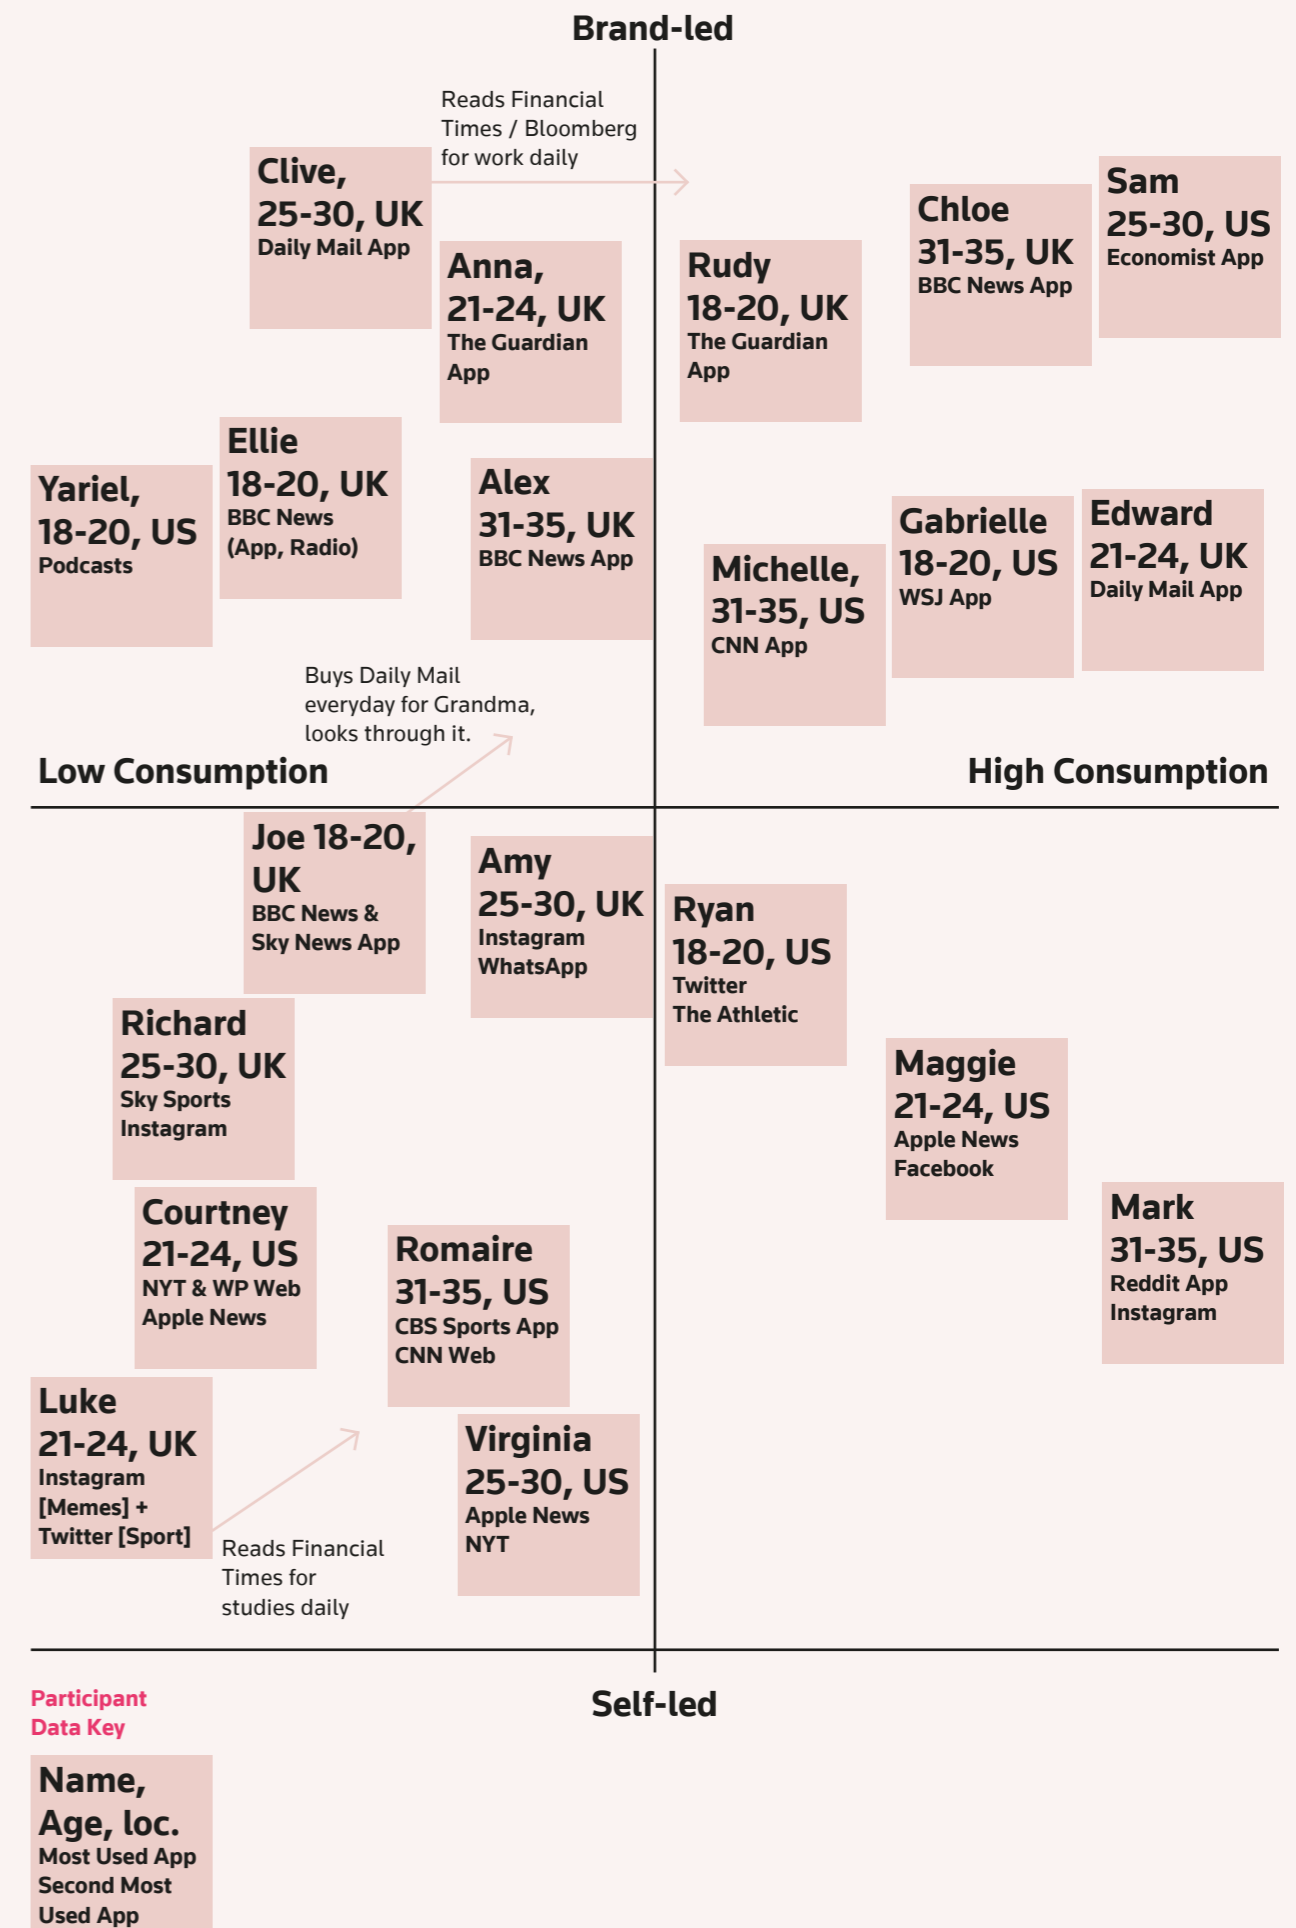 Brand-led
Reads Financial
Times / Bloomberg
for work daily
Clive,
25-30, UK
Daily Mail App
Anna,
21-24, UK
The Guardian
App
Rudy
18-20, UK
The Guardian
App
Chloe
31-35, UK
BBC News App
Sam
25-30, US
Economist App
Yariel,
18-20, US
Podcasts
Ellie
18-20, UK
BBC News
(App, Radio)
Alex
31-35, UK
BBC News App
Michelle,
31-35, US
CNN App
Gabrielle
18-20, US
WSJ App
Edward
21-24, UK
Daily Mail App
Buys Daily Mail
everyday for Grandma,
looks through it.
Low Consumption
High Consumption
Joe 18-20,
UK
BBC News &
Sky News App
Amy
25-30, UK
Instagram
WhatsApp
Ryan
18-20, US
Twitter
The Athletic
Richard
25-30, UK
Sky Sports
Instagram
Maggie
21-24, US
Apple News
Facebook
Courtney
21-24, US
NYT & WP Web
Apple News
Romaire
31-35, US
CBS Sports App
CNN Web
Mark
31-35, US
Reddit App
Instagram
Luke
21-24, UK
Instagram
[Memes] +
Twitter [Sport]
Virginia
25-30, US
Apple News
NYT
Reads Financial
Times for
studies daily
Self-led
Participant
Data Key
Name,
Age, loc.
Most Used App
Second Most
Used App